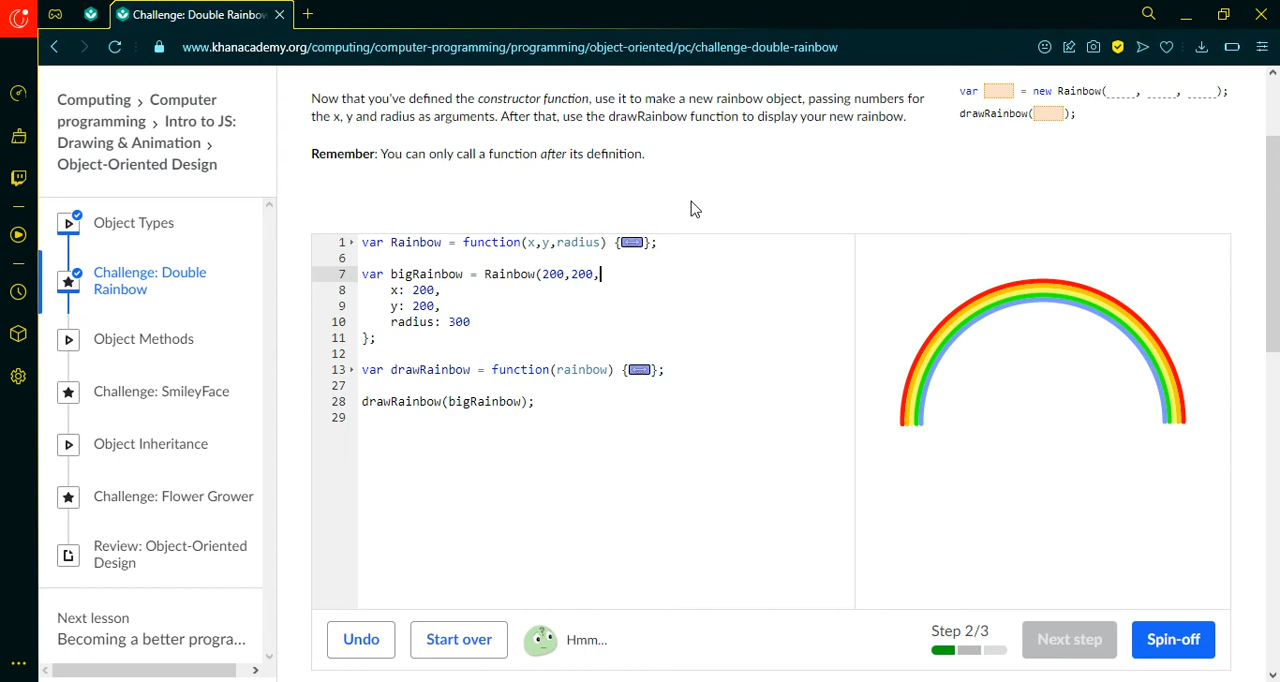 Challenge: Double Rainbow
www.khanacademy.org/computing/computer-programming/programming/object-oriented/pc/challenge-double-rainbow
Computing › Computer
programming › Intro to JS:
Drawing & Animation ›
Object-Oriented Design
Object Types
Challenge: Double
Rainbow
Object Methods
Challenge: SmileyFace
Object Inheritance
Challenge: Flower Grower
Review: Object-Oriented
Design
Next lesson
Becoming a better progra...
Now that you've defined the constructor function, use it to make a new rainbow object, passing numbers for
the x, y and radius as arguments. After that, use the drawRainbow function to display your new rainbow.
Remember: You can only call a function after its definition.
var = new Rainbow(_____, _____, _____);
drawRainbow( );
1 var Rainbow = function(x,y,radius) { };
6
7 var bigRainbow = Rainbow(200,200,
8 x: 200,
9 y: 200,
10 radius: 300
11 };
12
13 var drawRainbow = function(rainbow) { };
27
28 drawRainbow(bigRainbow);
29
Undo
Start over
Hmm...
Step 2/3
Next step
Spin-off